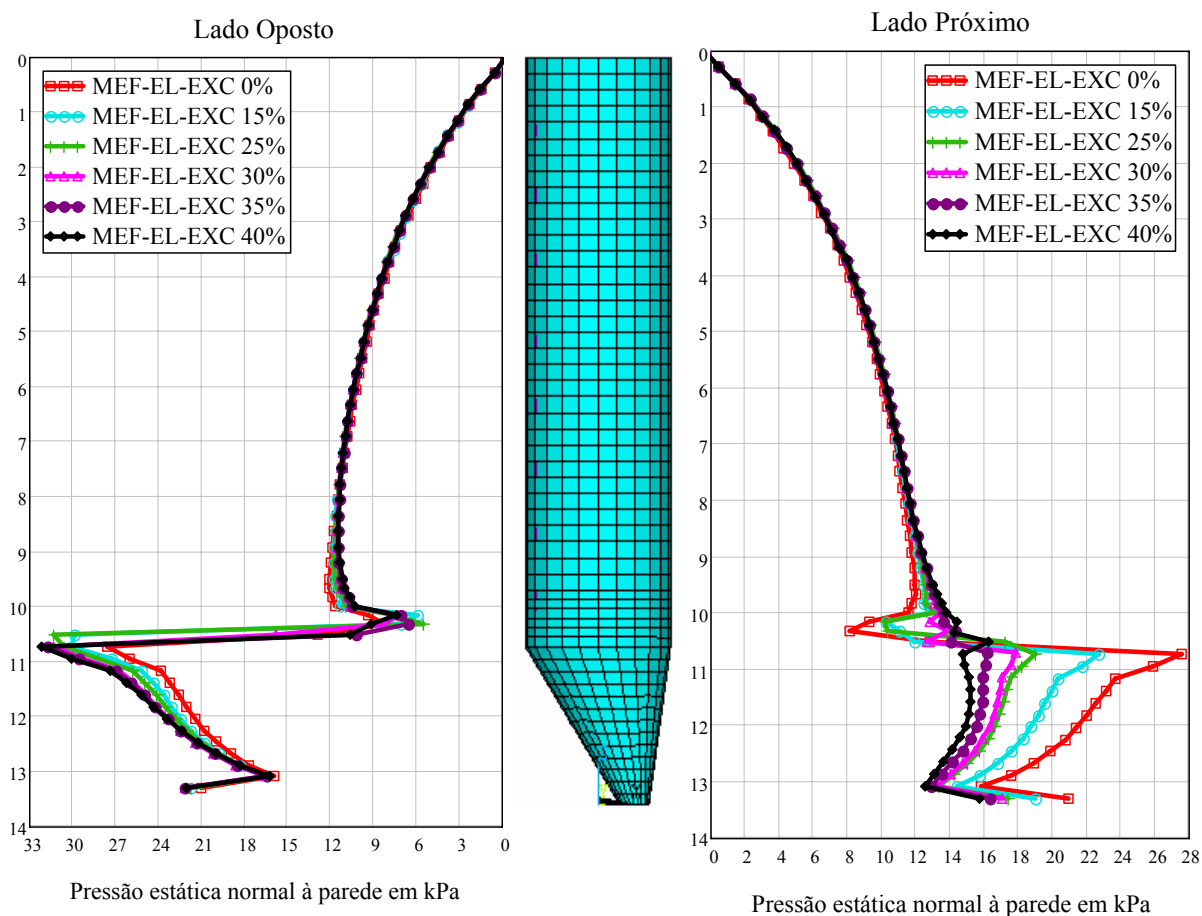 Lado Oposto
MEF-EL-EXC 0%
MEF-EL-EXC 15%
MEF-EL-EXC 25%
MEF-EL-EXC 30%
MEF-EL-EXC 35%
MEF-EL-EXC 40%
0
1
2
3
4
5
6
7
8
9
10
11
12
13
14
33 30 27 24 21 18 15 12 9 6 3 0
Pressão estática normal à parede em kPa
Lado Próximo
MEF-EL-EXC 0%
MEF-EL-EXC 15%
MEF-EL-EXC 25%
MEF-EL-EXC 30%
MEF-EL-EXC 35%
MEF-EL-EXC 40%
0
1
2
3
4
5
6
7
8
9
10
11
12
13
14
0 2 4 6 8 10 12 14 16 18 20 22 24 26 28
Pressão estática normal à parede em kPa